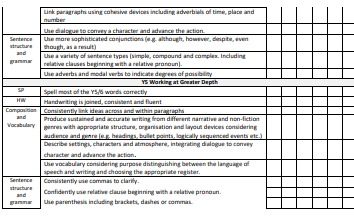 Link paragraphs using cohesive devices including adverbials of time, place and
number
Use dialogue to convey a character and advance the action.
Sentence structure and grammar
Use more sophisticated conjunctions (e.g. although, however, despite, even
though, as a result)
Use a variety of sentence types (simple, compound and complex. Including
relative clauses beginning with a relative pronoun).
Use adverbs and modal verbs to indicate degrees of possibility
Y5 Working at Greater Depth
SP
Spell most of the Y5/6 words correctly
HW
Handwriting is joined, consistent and fluent
Composition and Vocabulary
Consistently link ideas across and within paragraphs
Produce sustained and accurate writing from different narrative and non-fiction
genres with appropriate structure, organisation and layout devices considering
audience and genre (e.g. headings, bullet points, logically sequenced events etc.)
Describe settings, characters and atmosphere, integrating dialogue to convey
character and advance the action.
Use vocabulary considering purpose distinguishing between the language of
speech and writing and choosing the appropriate register.
Sentence structure and grammar
Consistently use commas to clarify.
Confidently use relative clause beginning with a relative pronoun.
Use parenthesis including brackets, dashes or commas.